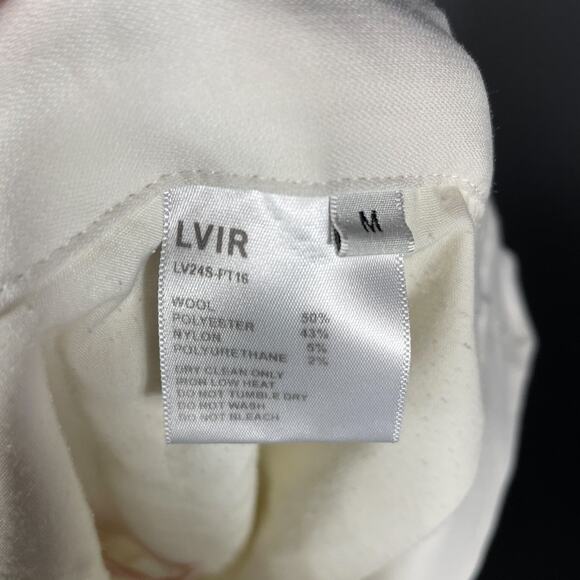 LVIR
M
LV24S-PT16
WOOL 50%
POLYESTER 43%
NYLON 5%
POLYURETHANE 2%
DRY CLEAN ONLY
IRON LOW HEAT
DO NOT TUMBLE DRY
DO NOT WASH
DO NOT BLEACH